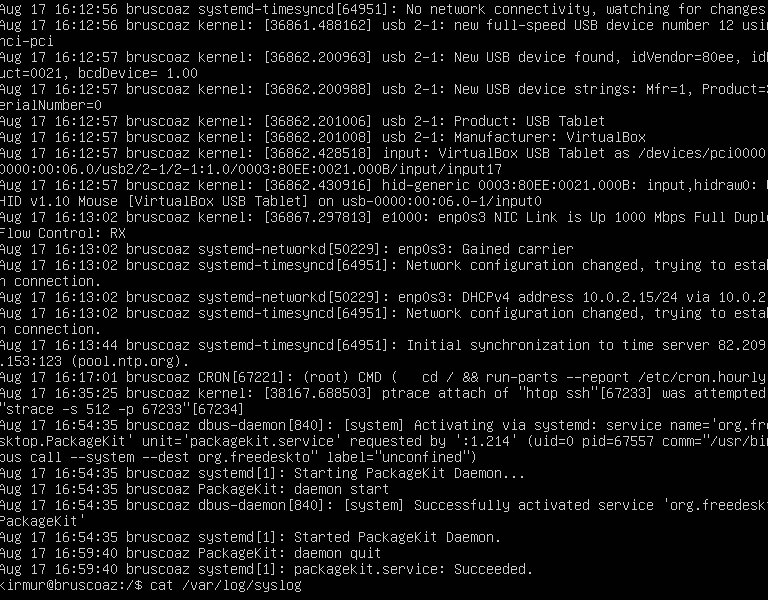 Aug 17 16:12:56 bruscoaz systemd-timesyncd[64951]: No network connectivity, watching for changes
Aug 17 16:12:56 bruscoaz kernel: [36861.488162] usb 2-1: new full-speed USB device number 12 usin
hci-pci
Aug 17 16:12:57 bruscoaz kernel: [36862.200963] usb 2-1: New USB device found, idVendor=80ee, id
uct=0021, bcdDevice= 1.00
Aug 17 16:12:57 bruscoaz kernel: [36862.200988] usb 2-1: New USB device strings: Mfr=1, Product=
erialNumber=0
Aug 17 16:12:57 bruscoaz kernel: [36862.201006] usb 2-1: Product: USB Tablet
Aug 17 16:12:57 bruscoaz kernel: [36862.201008] usb 2-1: Manufacturer: VirtualBox
Aug 17 16:12:57 bruscoaz kernel: [36862.428518] input: VirtualBox USB Tablet as /devices/pci0000
0000:00:06.0/usb2/2-1/2-1:1.0/0003:80EE:0021.000B/input/input17
Aug 17 16:12:57 bruscoaz kernel: [36862.430916] hid-generic 0003:80EE:0021.000B: input,hidraw0:
HID v1.10 Mouse [VirtualBox USB Tablet] on usb-0000:00:06.0-1/input0
Aug 17 16:13:02 bruscoaz kernel: [36867.297813] e1000: enp0s3 NIC Link is Up 1000 Mbps Full Dupl
Flow Control: RX
Aug 17 16:13:02 bruscoaz systemd-networkd[50229]: enp0s3: Gained carrier
Aug 17 16:13:02 bruscoaz systemd-timesyncd[64951]: Network configuration changed, trying to estab
n connection.
Aug 17 16:13:02 bruscoaz systemd-networkd[50229]: enp0s3: DHCPv4 address 10.0.2.15/24 via 10.0.2
Aug 17 16:13:02 bruscoaz systemd-timesyncd[64951]: Network configuration changed, trying to estab
n connection.
Aug 17 16:13:44 bruscoaz systemd-timesyncd[64951]: Initial synchronization to time server 82.209
.153:123 (pool.ntp.org).
Aug 17 16:17:01 bruscoaz CRON[67221]: (root) CMD (   cd / && run-parts --report /etc/cron.hourly
Aug 17 16:35:25 bruscoaz kernel: [38167.688503] ptrace attach of "htop ssh"[67233] was attempted
"strace -s 512 -p 67233"[67234]
Aug 17 16:54:35 bruscoaz dbus-daemon[840]: [system] Activating via systemd: service name='org.fre
sktop.PackageKit' unit='packagekit.service' requested by ':1.214' (uid=0 pid=67557 comm="/usr/bin
bus call --system --dest org.freedeskto" label="unconfined")
Aug 17 16:54:35 bruscoaz systemd[1]: Starting PackageKit Daemon...
Aug 17 16:54:35 bruscoaz PackageKit: daemon start
Aug 17 16:54:35 bruscoaz dbus-daemon[840]: [system] Successfully activated service 'org.freedeskt
PackageKit'
Aug 17 16:54:35 bruscoaz systemd[1]: Started PackageKit Daemon.
Aug 17 16:59:40 bruscoaz PackageKit: daemon quit
Aug 17 16:59:40 bruscoaz systemd[1]: packagekit.service: Succeeded.
kirmur@bruscoaz:/$ cat /var/log/syslog